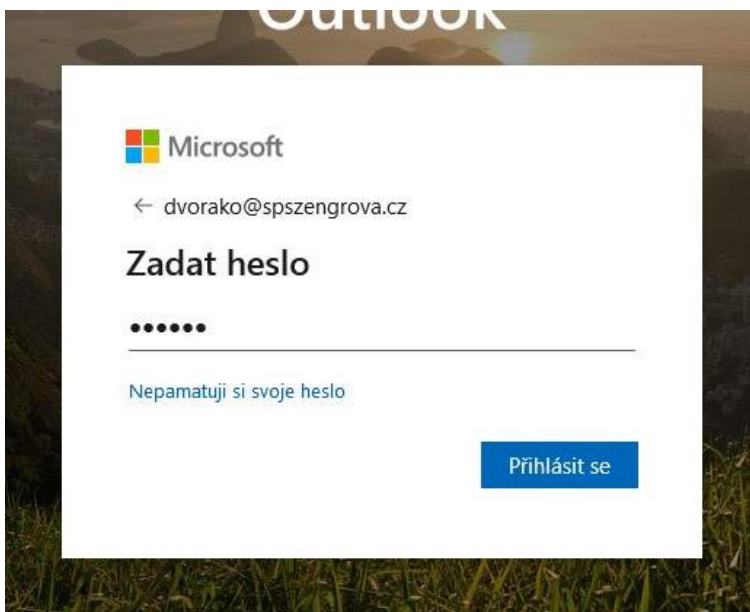 Outlook
Microsoft
← dvorako@spszengrova.cz
Zadat heslo
••••••
Nepamatuji si svoje heslo
Přihlásit se